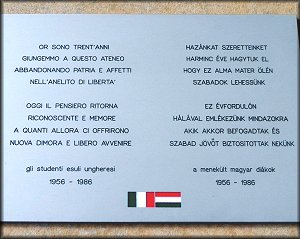 OR SONO TRENT'ANNI
GIUNGEMMO A QUESTO ATENEO
ABBANDONANDO PATRIA E AFFETTI
NELL'ANELITO DI LIBERTA'
OGGI IL PENSIERO RITORNA
RICONOSCENTE E MEMORE
A QUANTI ALLORA CI OFFRIRONO
NUOVA DIMORA E LIBERO AVVENIRE
gli studenti esuli ungheresi
1956 - 1986
HAZÁNKAT SZERETTEINKET
HARMINC ÉVE HAGYTUK EL
HOGY EZ ALMA MATER ÖLÉN
SZABADOK LEHESSÜNK
EZ ÉVFORDULÓN
HÁLÁVAL EMLÉKEZÜNK MINDAZOKRA
AKIK AKKOR BEFOGADTAK ÉS
SZABAD JÖVŐT BIZTOSITOTTAK NEKÜNK
a menekült magyar diákok
1956 - 1986